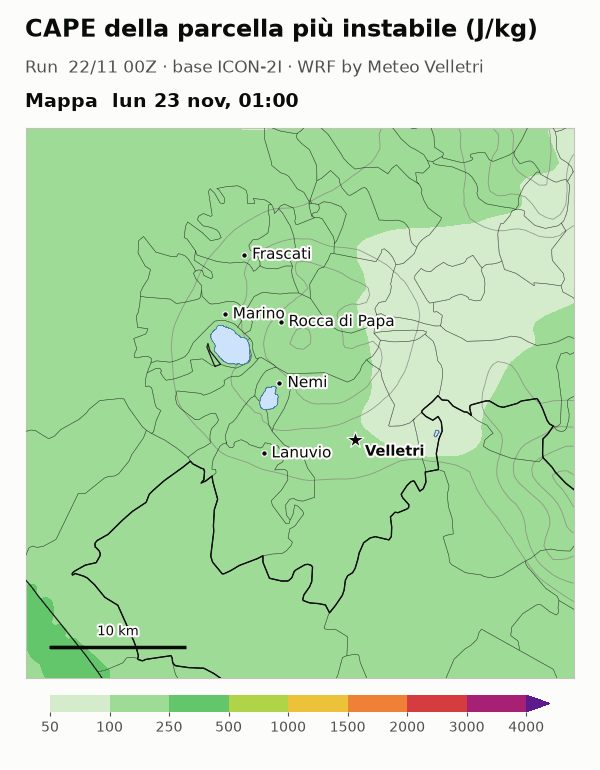 CAPE della parcella più instabile (J/kg)
Run  22/11 00Z · base ICON-2I · WRF by Meteo Velletri
Mappa  lun 23 nov, 01:00
Frascati
Marino
Rocca di Papa
Nemi
Velletri
Lanuvio
10 km
50 100 250 500 1000 1500 2000 3000 4000